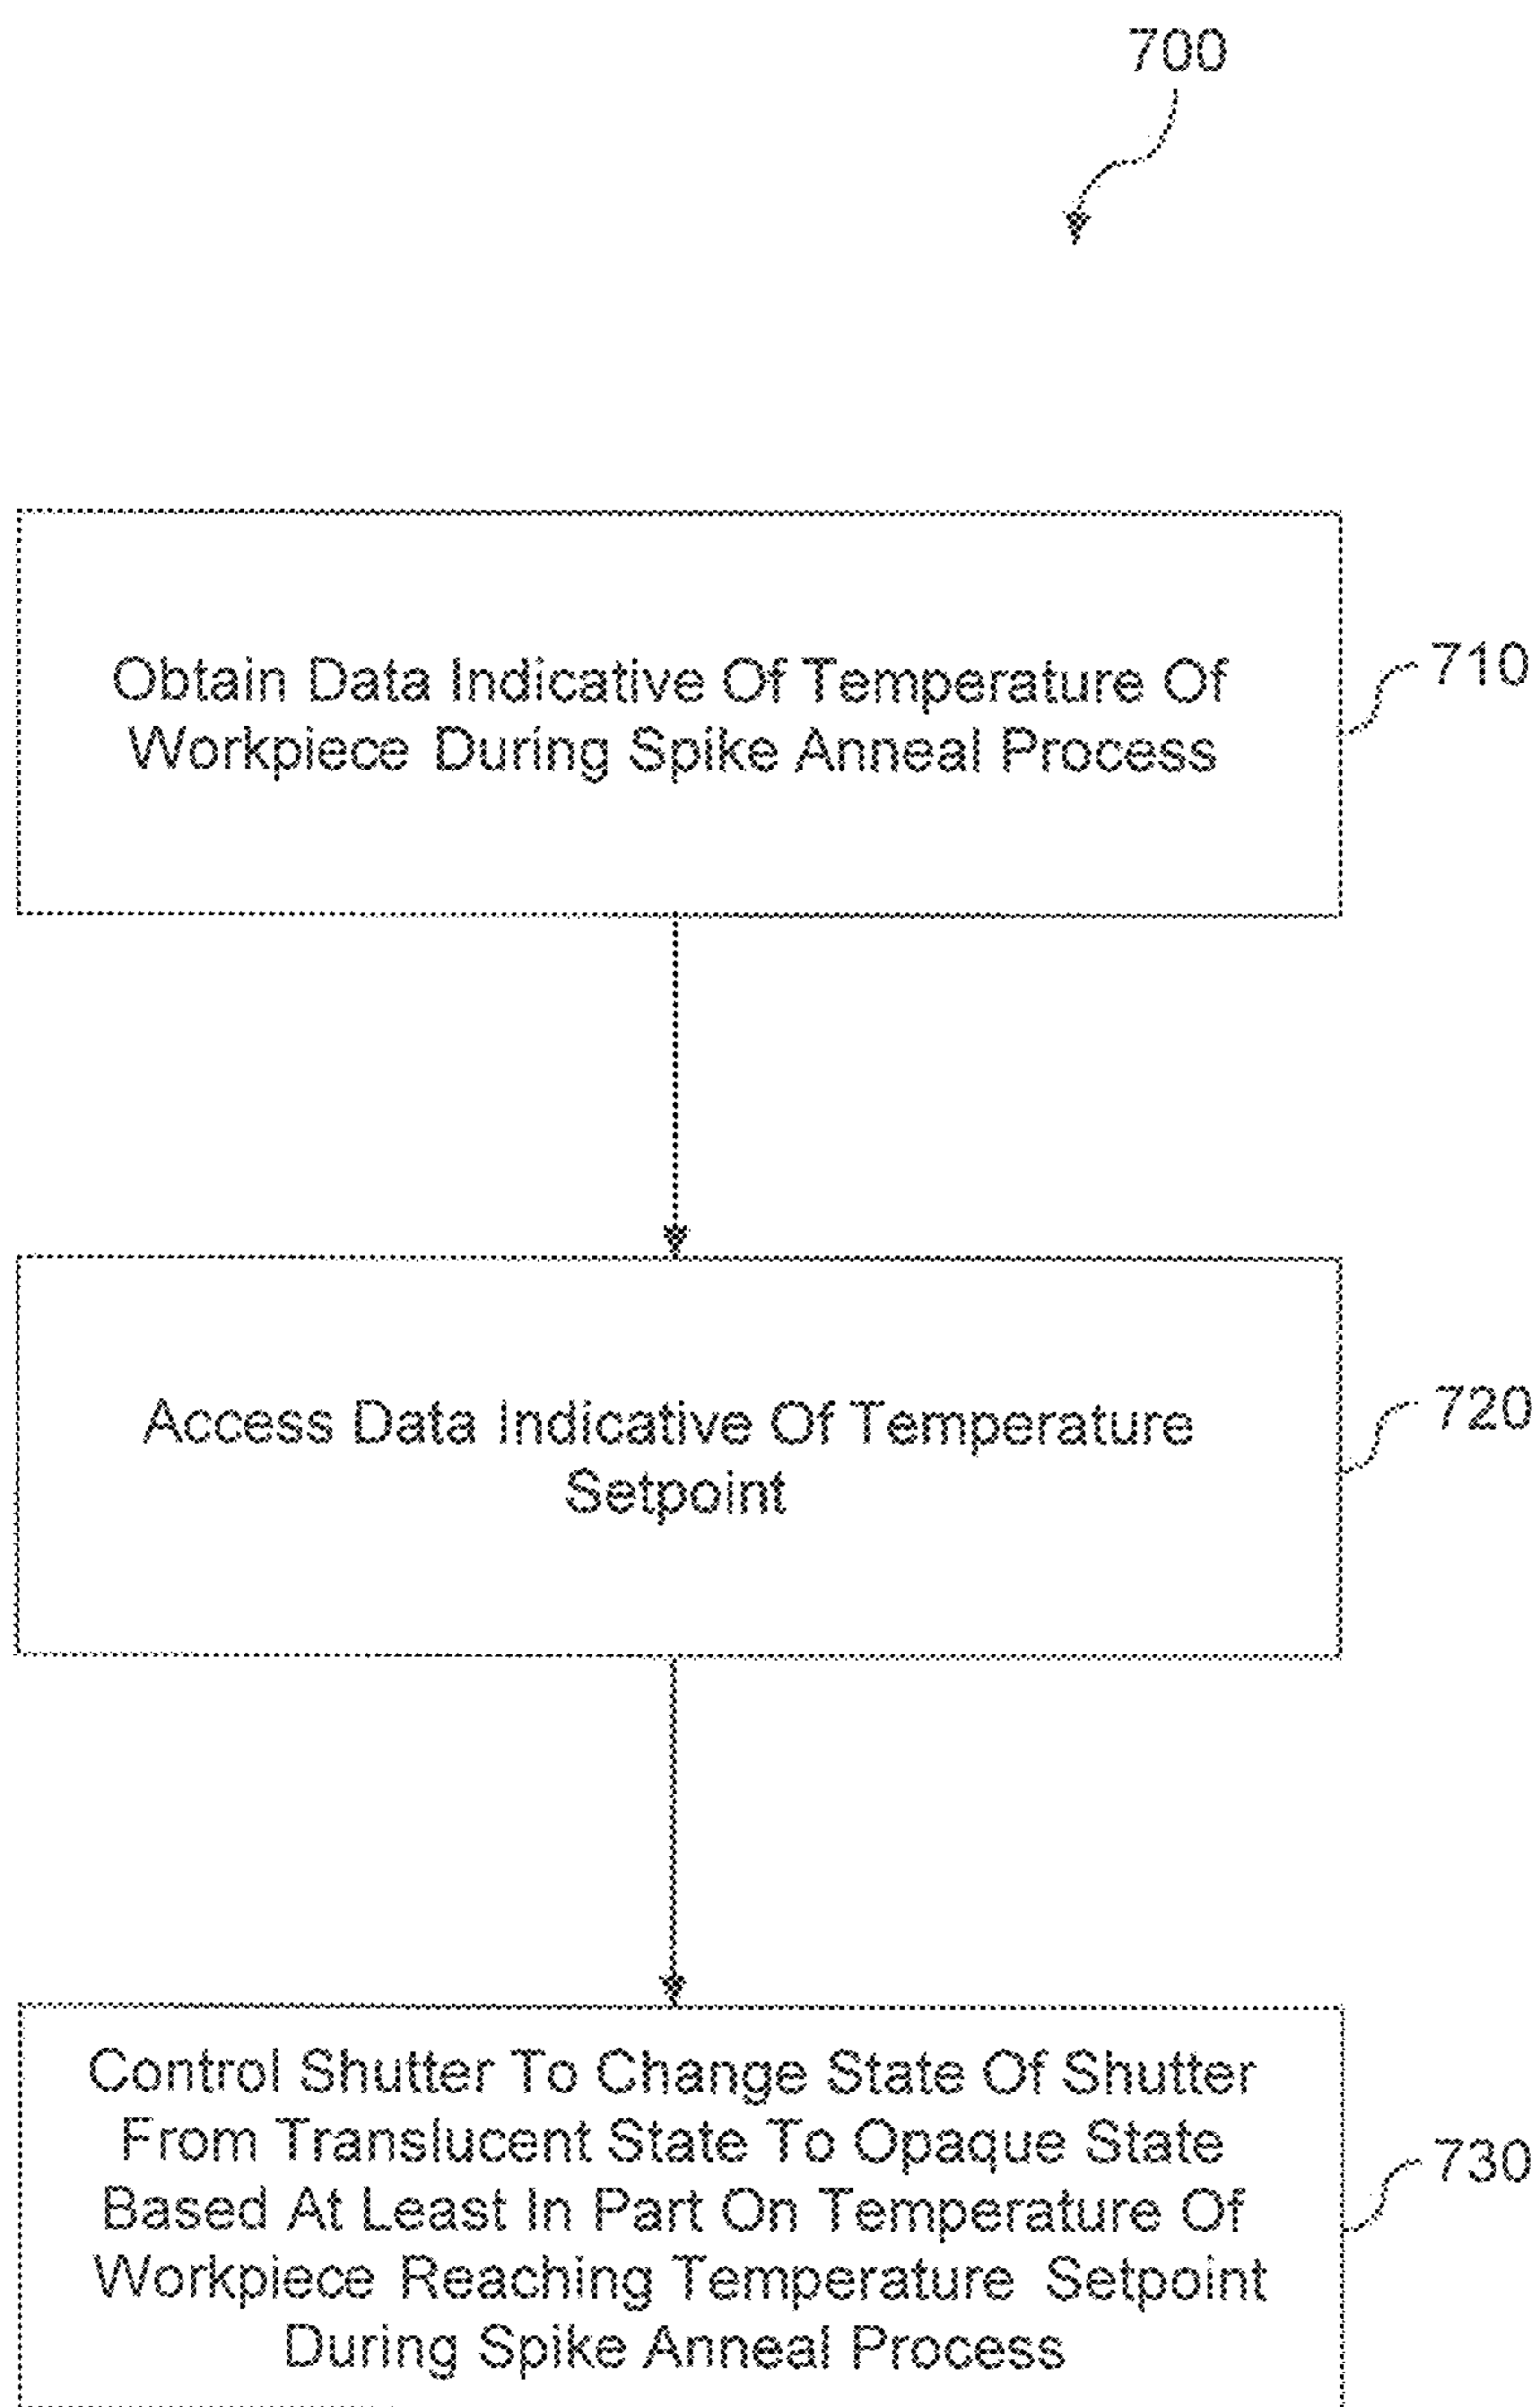 700
Obtain Data Indicative Of Temperature Of
Workpiece During Spike Anneal Process
710
Access Data Indicative Of Temperature
Setpoint
720
Control Shutter To Change State Of Shutter
From Translucent State To Opaque State
Based At Least In Part On Temperature Of
Workpiece Reaching Temperature Setpoint
During Spike Anneal Process
730